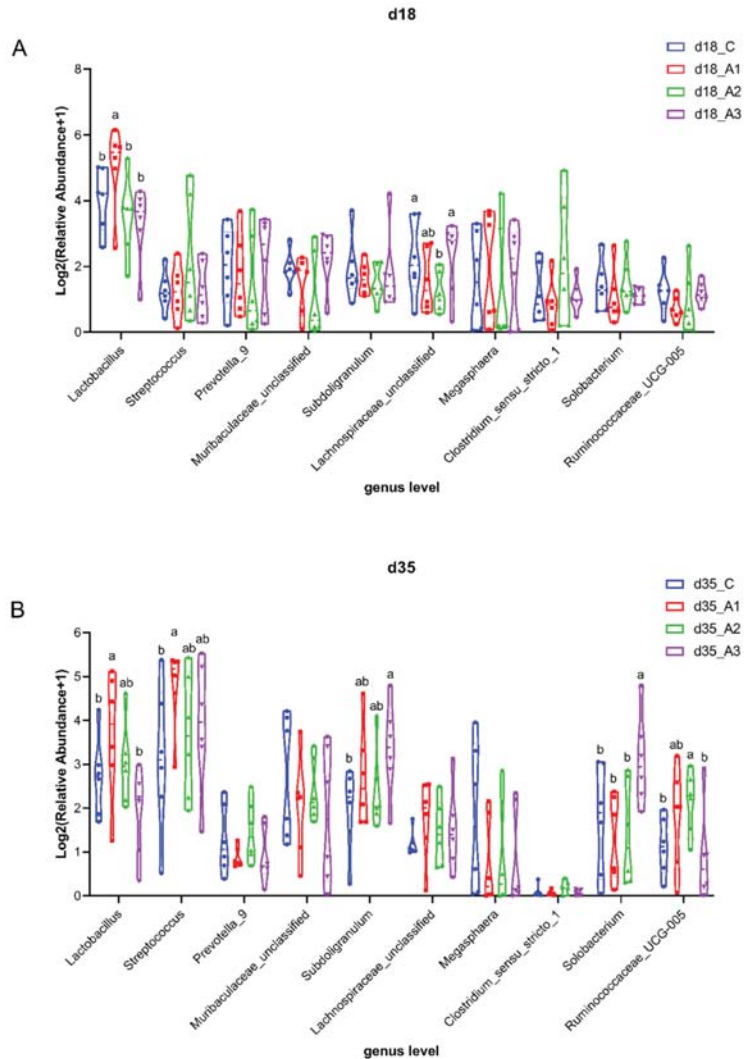 d18
A
d18_C
d18_A1
d18_A2
d18_A3
Log2(Relative Abundance+1)
8
6
4
2
0
b
a
b
b
a
ab
b
a
Lactobacillus
Streptococcus
Prevotella_9
Muribaculaceae_unclassified
Subdoligranulum
Lachnospiraceae_unclassified
Megasphaera
Clostridium_sensu_stricto_1
Solobacterium
Ruminococcaceae_UCG-005
genus level
d35
B
d35_C
d35_A1
d35_A2
d35_A3
Log2(Relative Abundance+1)
6
5
4
3
2
1
0
b
a
ab
b
b
a
ab
ab
b
ab
ab
a
b
b
b
a
b
ab
a
b
Lactobacillus
Streptococcus
Prevotella_9
Muribaculaceae_unclassified
Subdoligranulum
Lachnospiraceae_unclassified
Megasphaera
Clostridium_sensu_stricto_1
Solobacterium
Ruminococcaceae_UCG-005
genus level